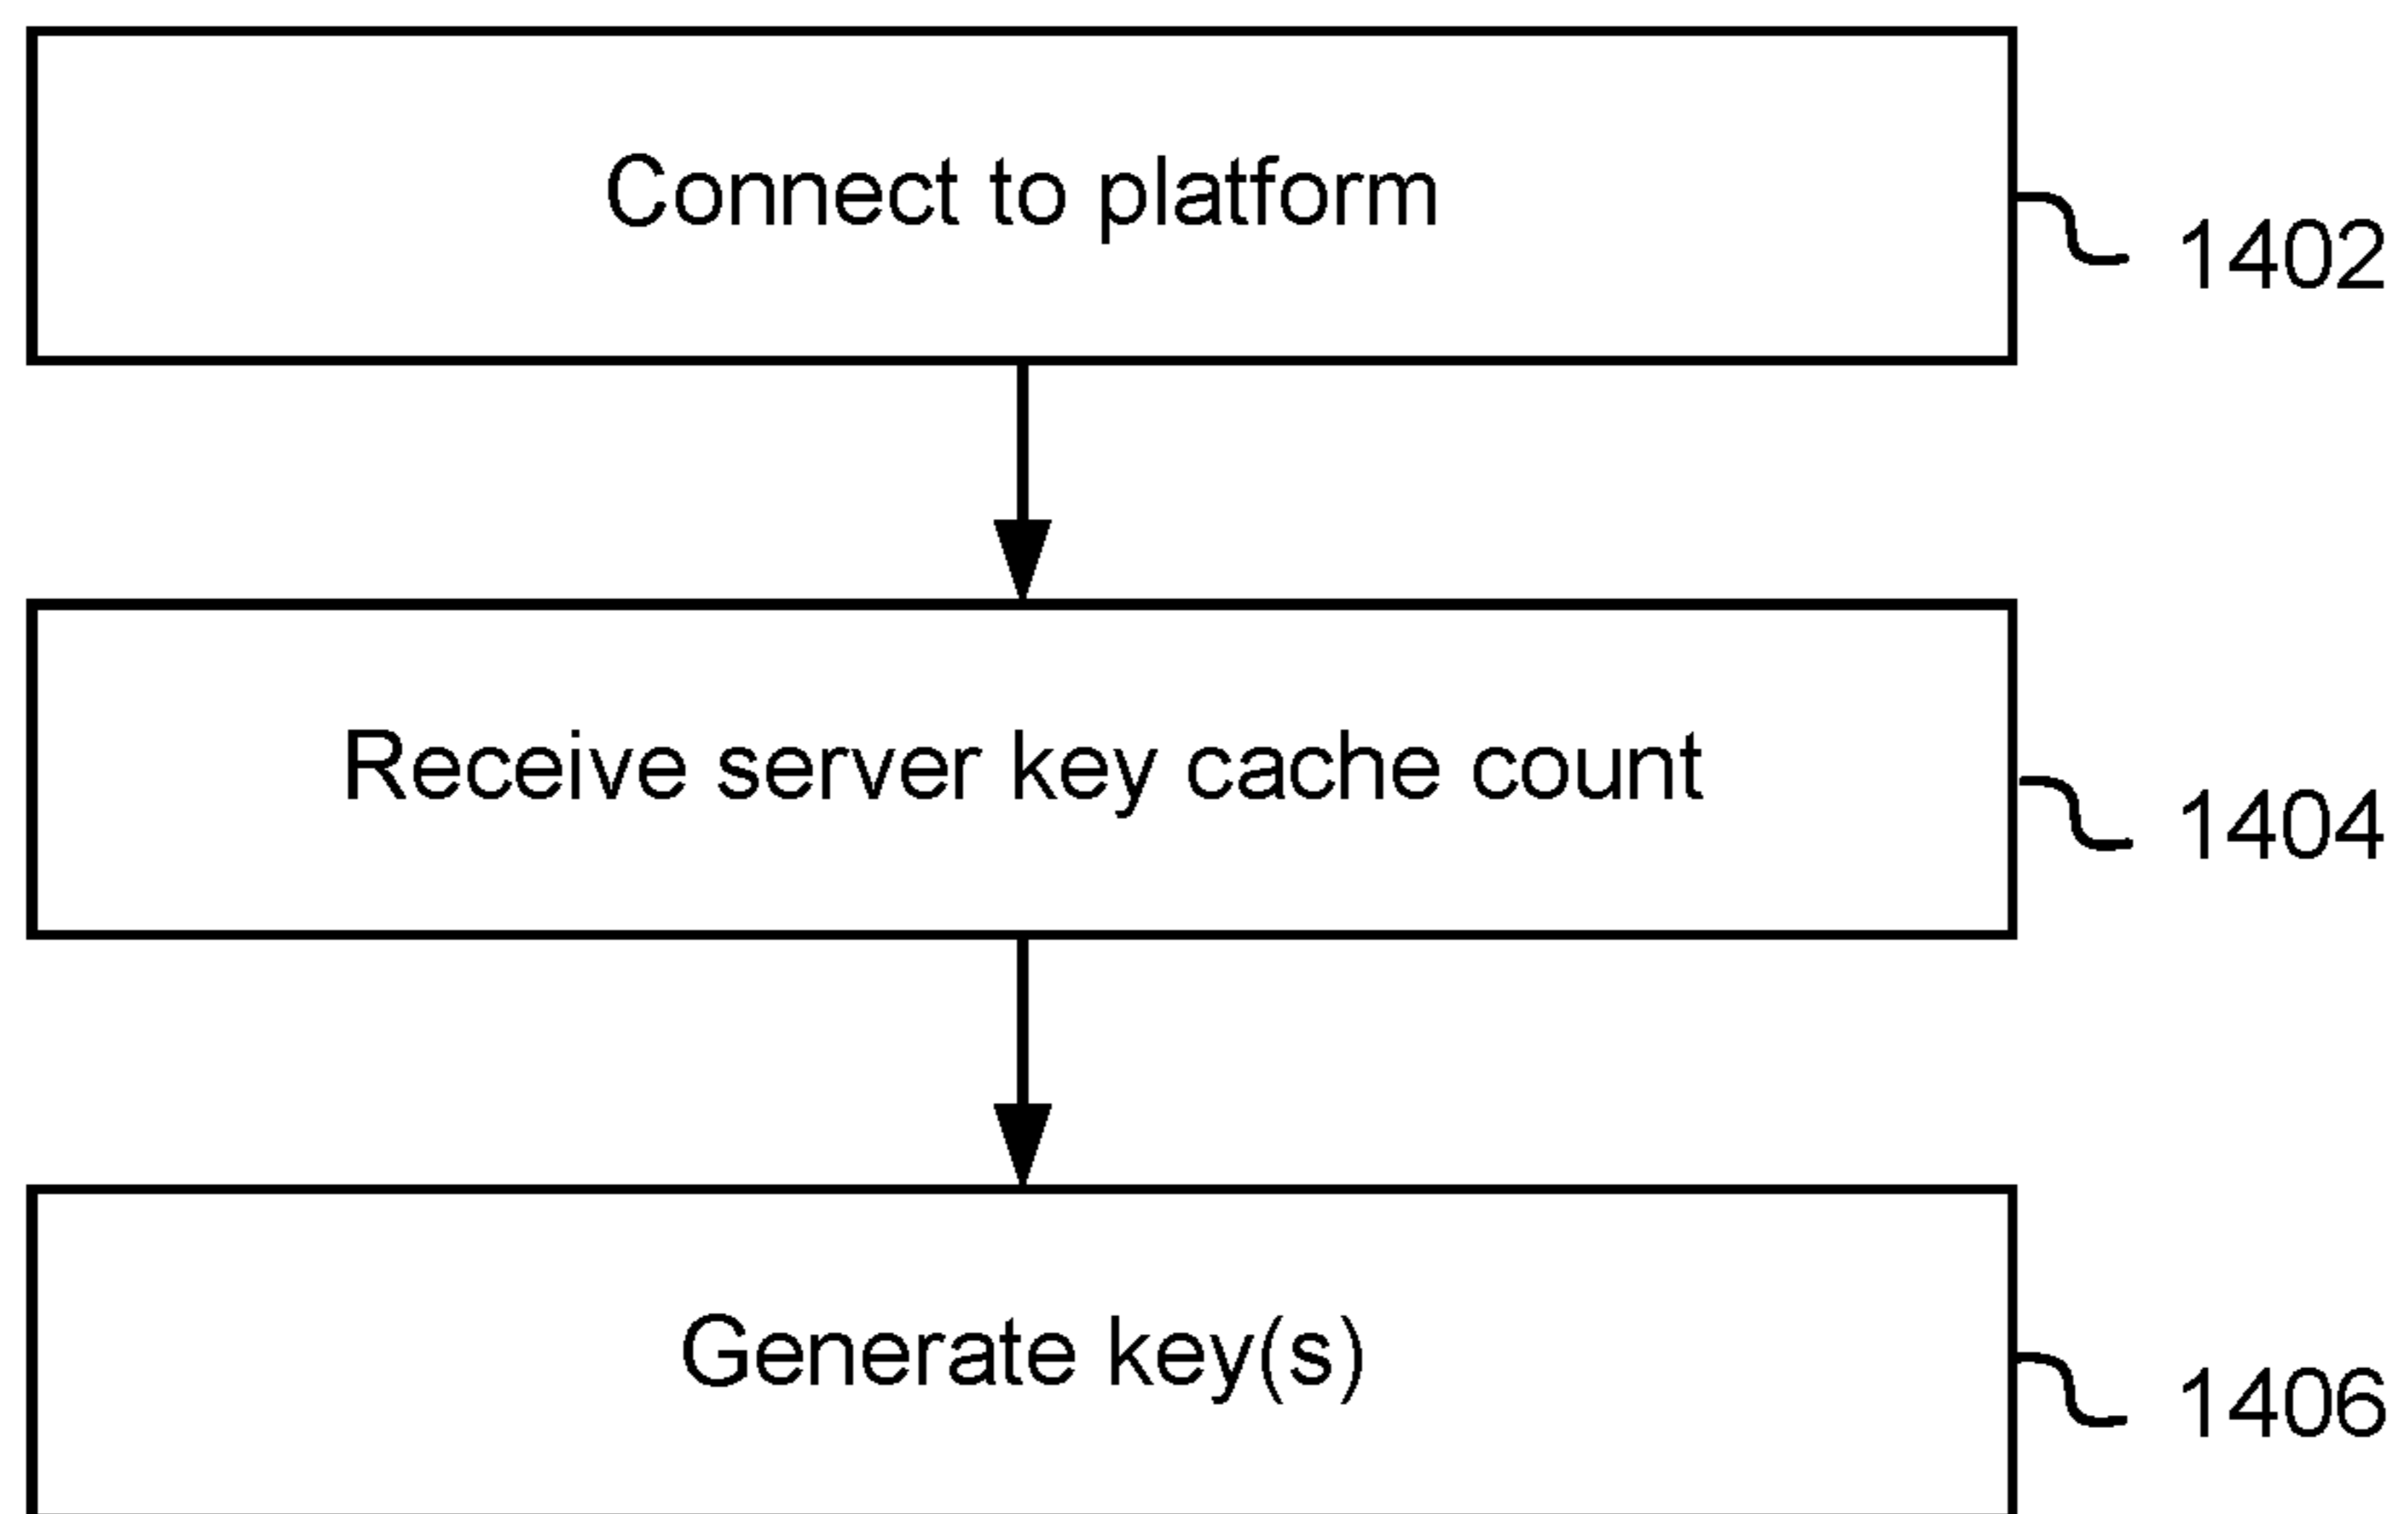 Connect to platform
1402
Receive server key cache count
1404
Generate key(s)
1406